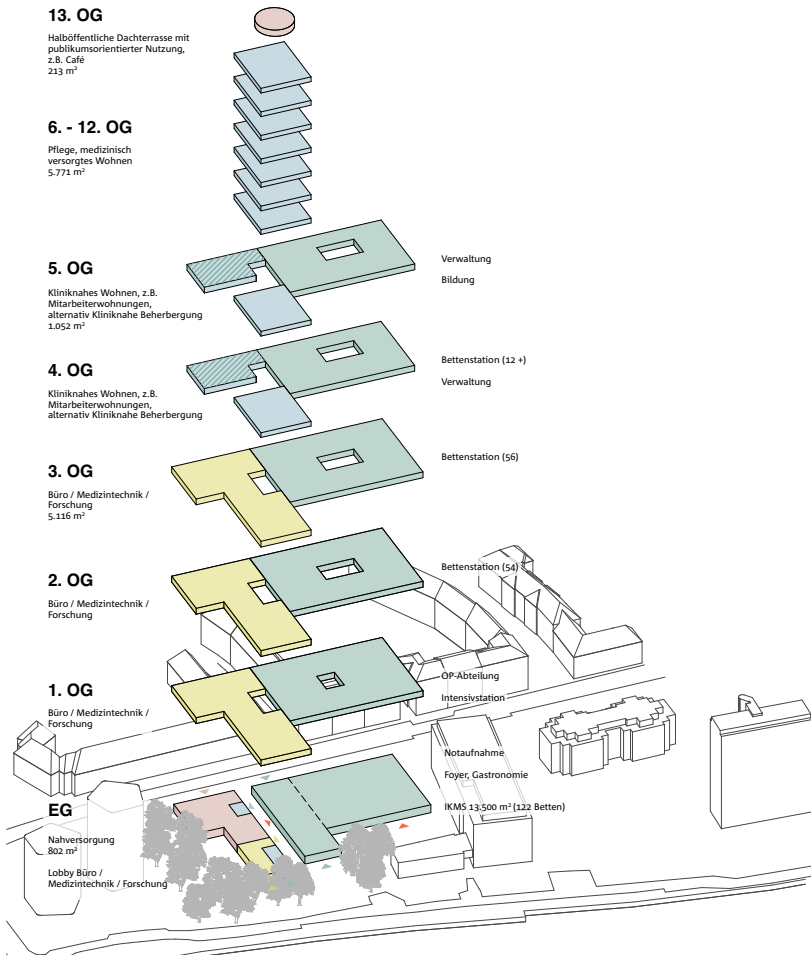 13. OG
Halböffentliche Dachterrasse mit
publikumsorientierter Nutzung,
z.B. Café
213 m²
6. - 12. OG
Pflege, medizinisch
versorgtes Wohnen
5.771 m²
5. OG
Kliniknahes Wohnen, z.B.
Mitarbeiterwohnungen,
alternativ Kliniknahe Beherbergung
1.052 m²
Verwaltung
Bildung
4. OG
Kliniknahes Wohnen, z.B.
Mitarbeiterwohnungen,
alternativ Kliniknahe Beherbergung
Bettenstation (12 +)
Verwaltung
3. OG
Büro / Medizintechnik /
Forschung
5.116 m²
Bettenstation (56)
2. OG
Büro / Medizintechnik /
Forschung
Bettenstation (54)
1. OG
Büro / Medizintechnik /
Forschung
OP-Abteilung
Intensivstation
EG
Nahversorgung
802 m²
Lobby Büro /
Medizintechnik / Forschung
Notaufnahme
Foyer, Gastronomie
IKMS 13.500 m² (122 Betten)